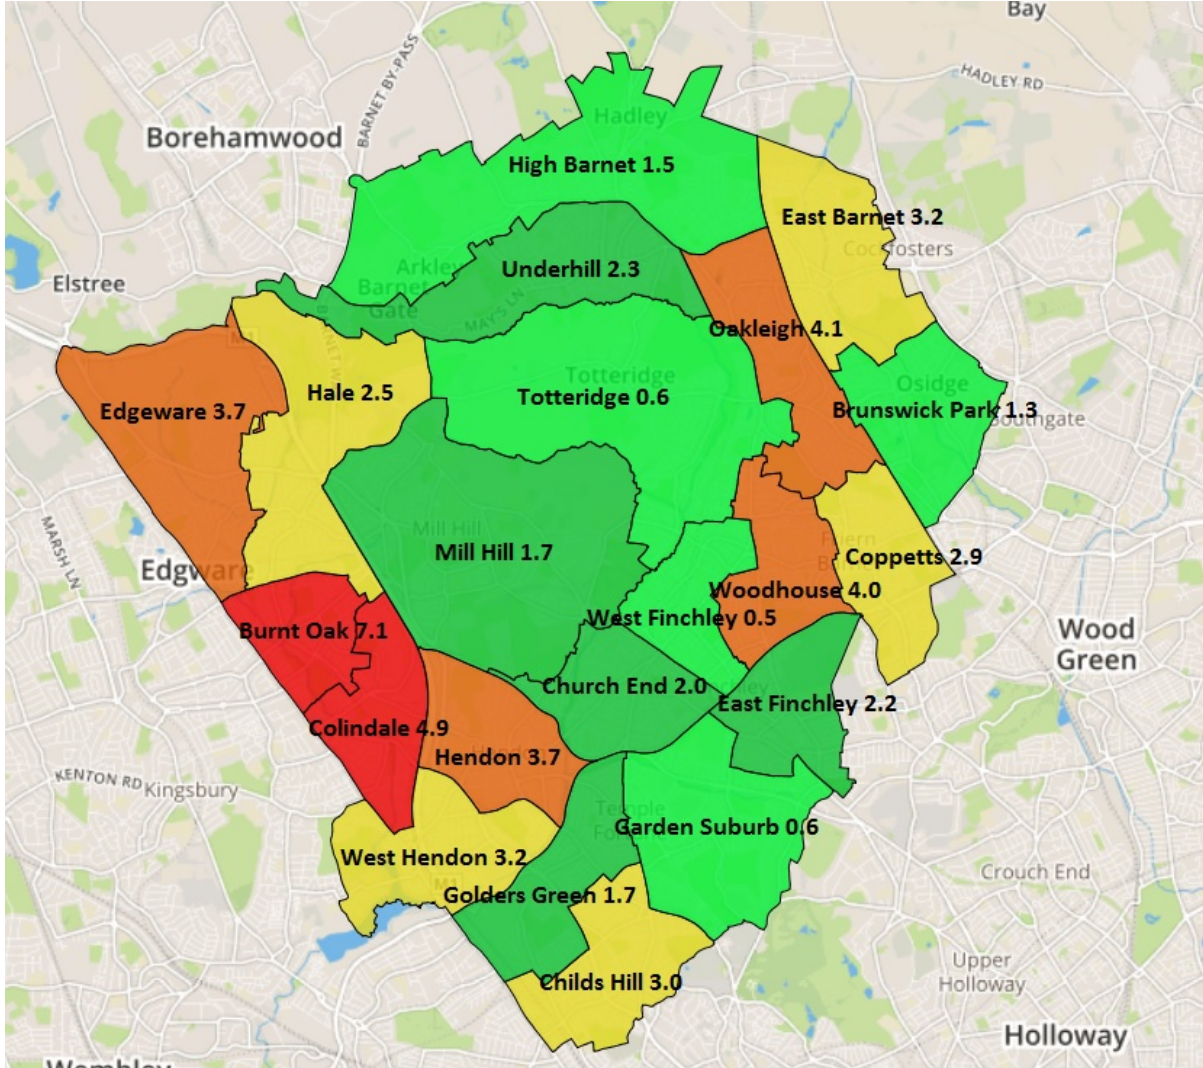 Bay
BARNET BY-PASS
HADLEY RD
Borehamwood
Hadley
High Barnet 1.5
East Barnet 3.2
Cockfosters
Elstree
Underhill 2.3
Arkley
Barnet
Gate
MAY'S LN
Oakleigh 4.1
M1
Totteridge
Hale 2.5
Totteridge 0.6
Osidge
Edgeware 3.7
Brunswick Park 1.3
Southgate
MARSH LN
Mill Hill
Mill Hill 1.7
Coppetts 2.9
Edgware
Woodhouse 4.0
West Finchley 0.5
Burnt Oak 7.1
Wood
Green
Church End 2.0
East Finchley 2.2
Colindale 4.9
Hendon 3.7
KENTON RD
Kingsbury
Temple
Garden Suburb 0.6
West Hendon 3.2
M1
Crouch End
Golders Green 1.7
Childs Hill 3.0
Upper
Holloway
Holloway
Wembley